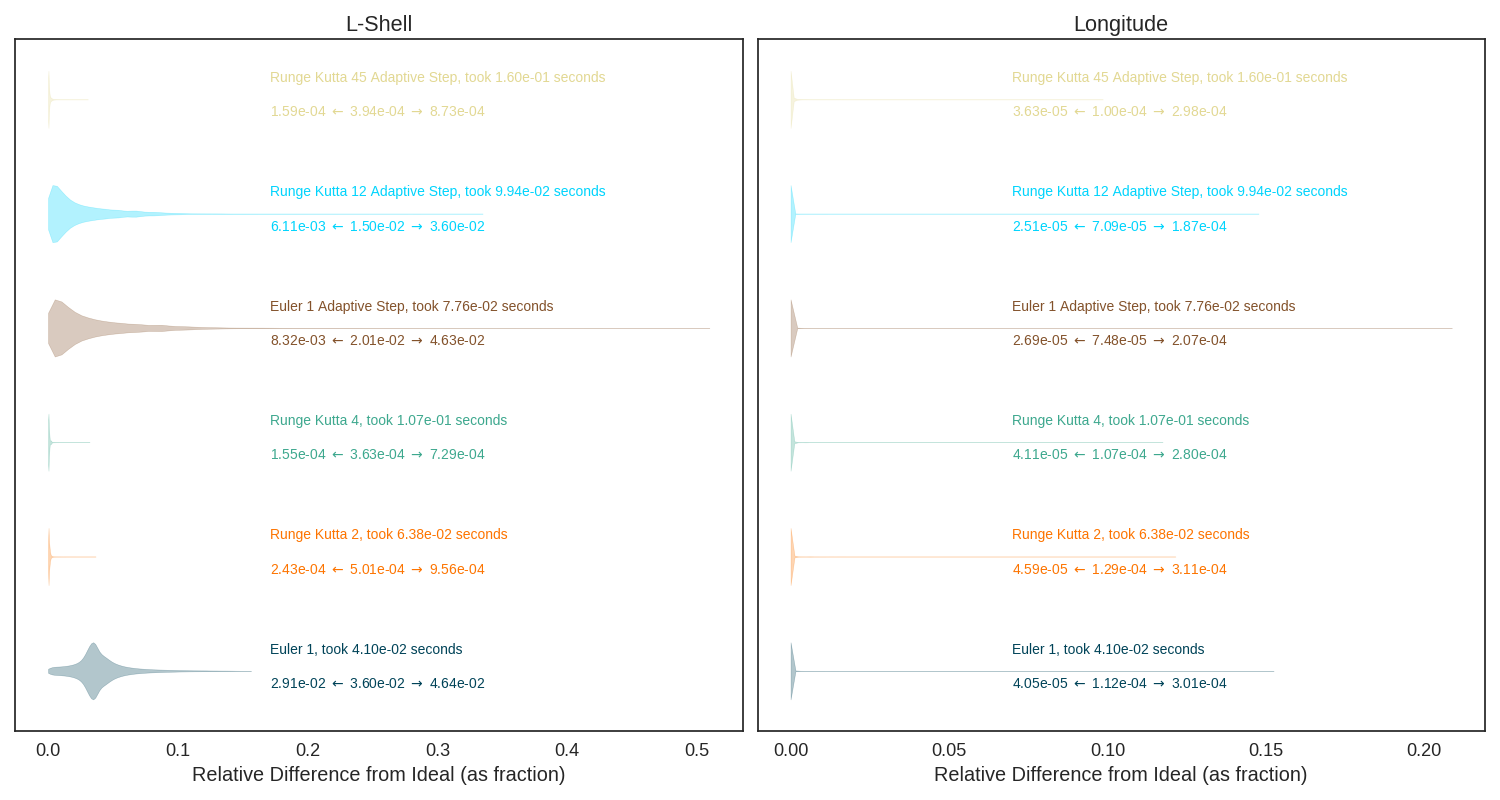 L-Shell
Runge Kutta 45 Adaptive Step, took 1.60e-01 seconds
1.59e-04 ← 3.94e-04 → 8.73e-04
Runge Kutta 12 Adaptive Step, took 9.94e-02 seconds
6.11e-03 ← 1.50e-02 → 3.60e-02
Euler 1 Adaptive Step, took 7.76e-02 seconds
8.32e-03 ← 2.01e-02 → 4.63e-02
Runge Kutta 4, took 1.07e-01 seconds
1.55e-04 ← 3.63e-04 → 7.29e-04
Runge Kutta 2, took 6.38e-02 seconds
2.43e-04 ← 5.01e-04 → 9.56e-04
Euler 1, took 4.10e-02 seconds
2.91e-02 ← 3.60e-02 → 4.64e-02
0.0 0.1 0.2 0.3 0.4 0.5
Relative Difference from Ideal (as fraction)
Longitude
Runge Kutta 45 Adaptive Step, took 1.60e-01 seconds
3.63e-05 ← 1.00e-04 → 2.98e-04
Runge Kutta 12 Adaptive Step, took 9.94e-02 seconds
2.51e-05 ← 7.09e-05 → 1.87e-04
Euler 1 Adaptive Step, took 7.76e-02 seconds
2.69e-05 ← 7.48e-05 → 2.07e-04
Runge Kutta 4, took 1.07e-01 seconds
4.11e-05 ← 1.07e-04 → 2.80e-04
Runge Kutta 2, took 6.38e-02 seconds
4.59e-05 ← 1.29e-04 → 3.11e-04
Euler 1, took 4.10e-02 seconds
4.05e-05 ← 1.12e-04 → 3.01e-04
0.00 0.05 0.10 0.15 0.20
Relative Difference from Ideal (as fraction)